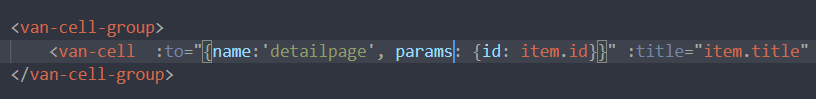 <van-cell-group>
<van-cell :to="{name:'detailpage', params: {id: item.id}}" :title="item.title"
</van-cell-group>